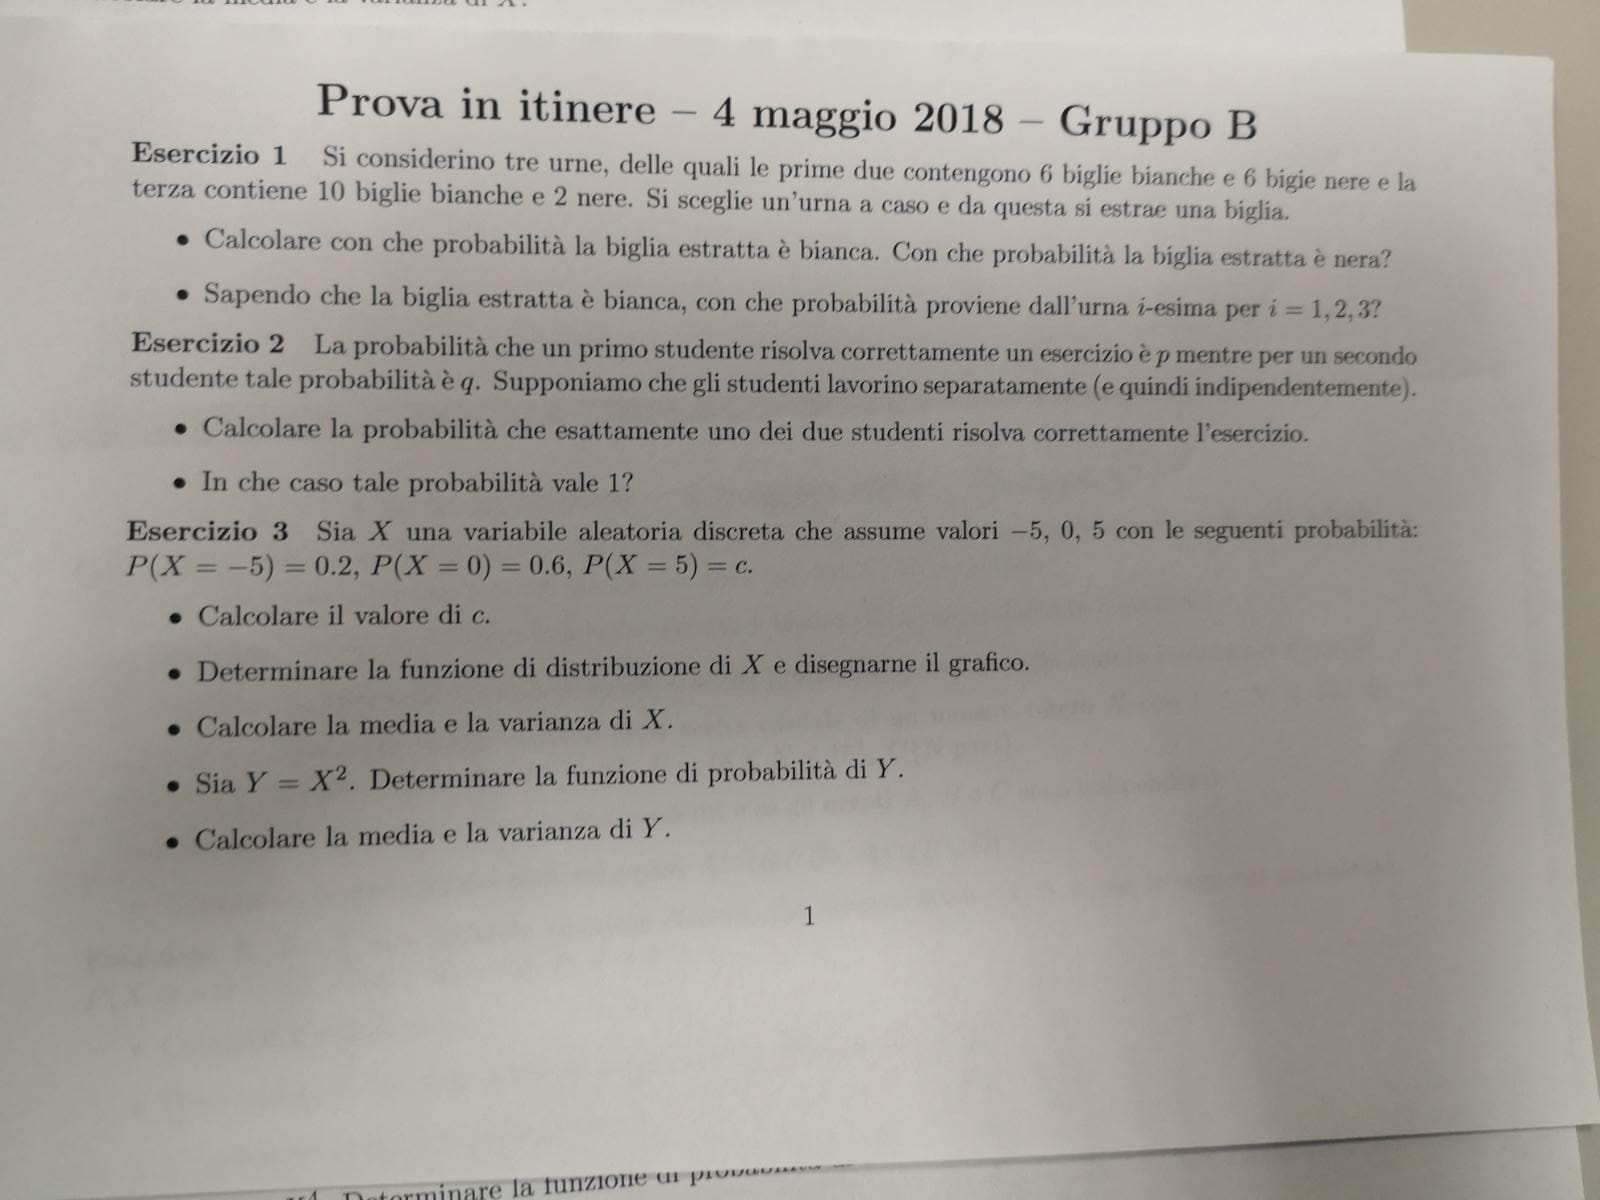 Prova in itinere – 4 maggio 2018 – Gruppo B
Esercizio 1 Si considerino tre urne, delle quali le prime due contengono 6 biglie bianche e 6 bigie nere e la
terza contiene 10 biglie bianche e 2 nere. Si sceglie un'urna a caso e da questa si estrae una biglia.
• Calcolare con che probabilità la biglia estratta è bianca. Con che probabilità la biglia estratta è nera?
• Sapendo che la biglia estratta è bianca, con che probabilità proviene dall'urna i-esima per i = 1, 2, 3?
Esercizio 2 La probabilità che un primo studente risolva correttamente un esercizio è p mentre per un secondo
studente tale probabilità è q. Supponiamo che gli studenti lavorino separatamente (e quindi indipendentemente).
• Calcolare la probabilità che esattamente uno dei due studenti risolva correttamente l'esercizio.
• In che caso tale probabilità vale 1?
Esercizio 3 Sia X una variabile aleatoria discreta che assume valori −5, 0, 5 con le seguenti probabilità:
P(X = −5) = 0.2, P(X = 0) = 0.6, P(X = 5) = c.
• Calcolare il valore di c.
• Determinare la funzione di distribuzione di X e disegnarne il grafico.
• Calcolare la media e la varianza di X.
• Sia Y = X². Determinare la funzione di probabilità di Y.
• Calcolare la media e la varianza di Y.
1
Determinare la funzione di